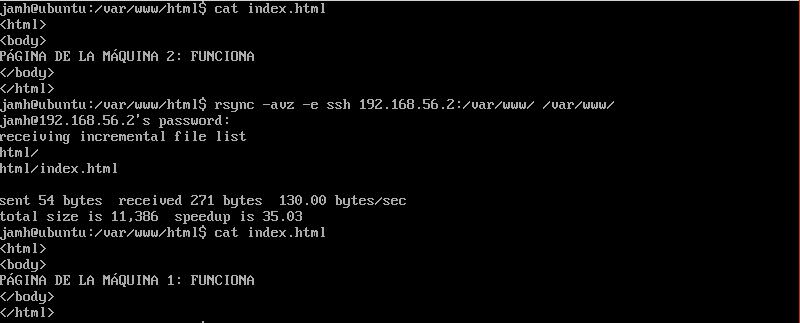 jamh@ubuntu:/var/www/html$ cat index.html
<html>
<body>
PÁGINA DE LA MÁQUINA 2: FUNCIONA
</body>
</html>
jamh@ubuntu:/var/www/html$ rsync -avz -e ssh 192.168.56.2:/var/www/ /var/www/
jamh@192.168.56.2's password:
receiving incremental file list
html/
html/index.html

sent 54 bytes  received 271 bytes  130.00 bytes/sec
total size is 11,386  speedup is 35.03
jamh@ubuntu:/var/www/html$ cat index.html
<html>
<body>
PÁGINA DE LA MÁQUINA 1: FUNCIONA
</body>
</html>